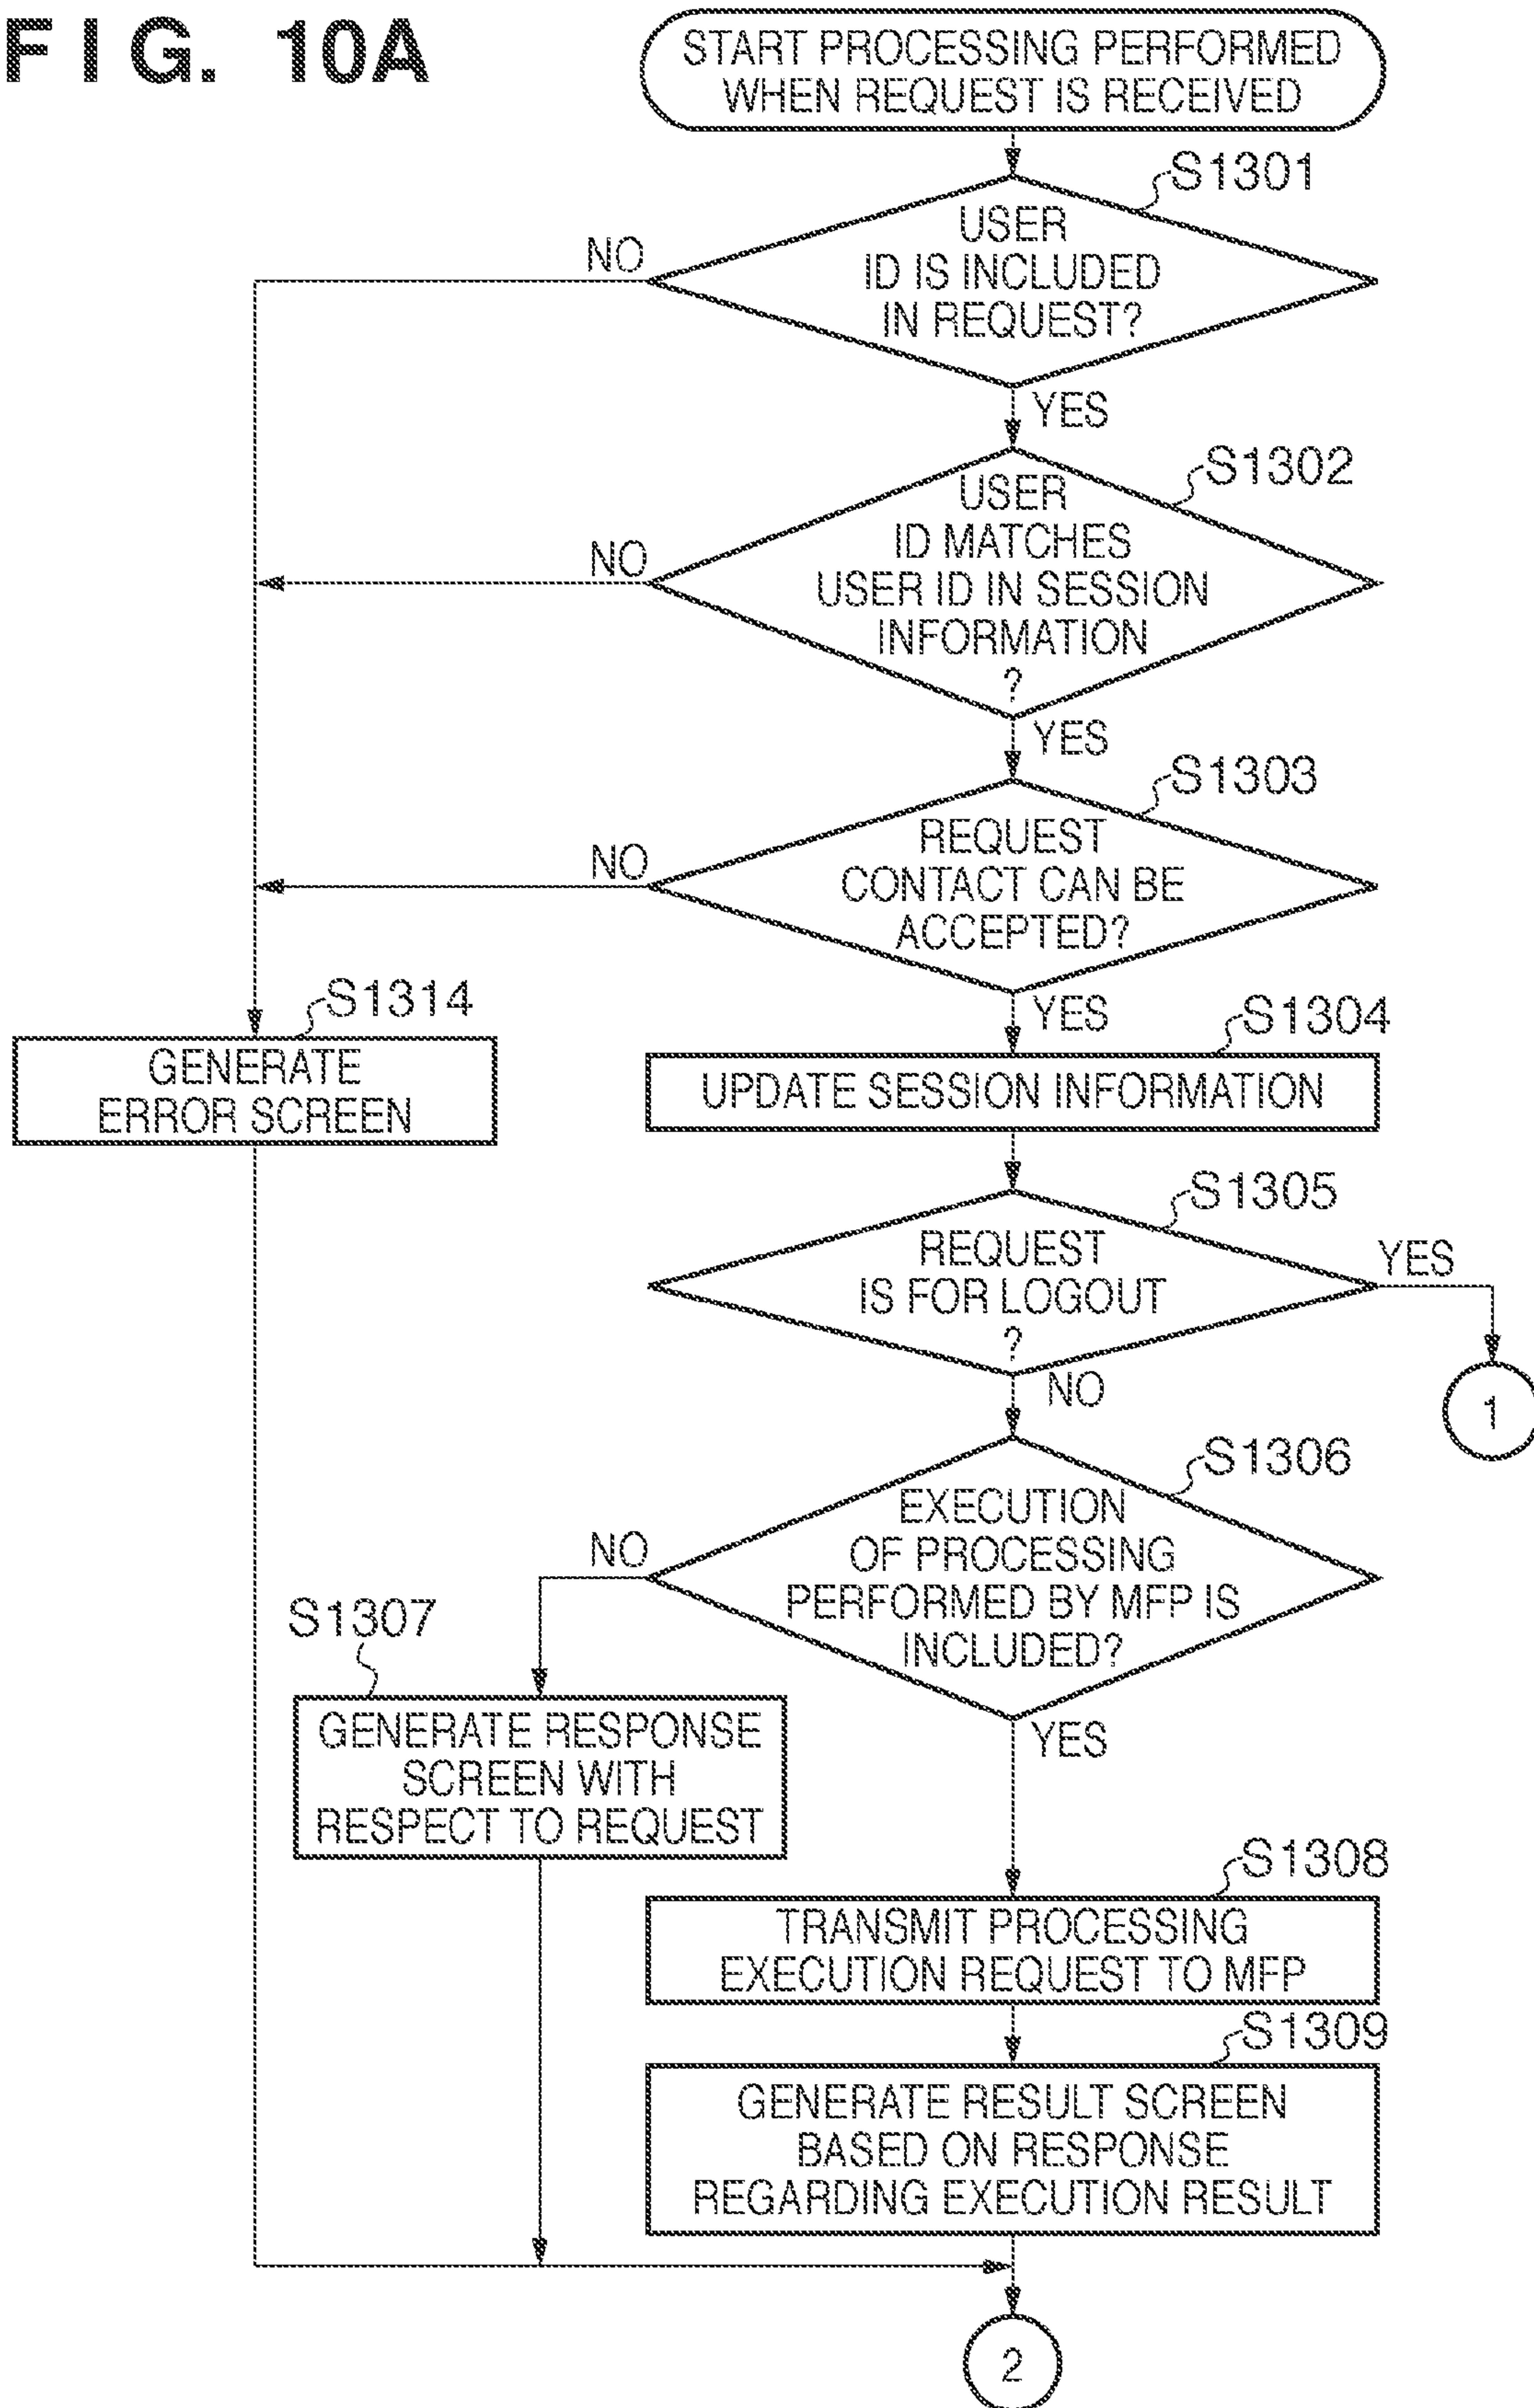 FIG. 10A
START PROCESSING PERFORMED
WHEN REQUEST IS RECEIVED
S1301
USER
ID IS INCLUDED
IN REQUEST?
NO
YES
S1302
USER
ID MATCHES
USER ID IN SESSION
INFORMATION
?
NO
YES
S1303
REQUEST
CONTACT CAN BE
ACCEPTED?
NO
YES
S1314
GENERATE
ERROR SCREEN
S1304
UPDATE SESSION INFORMATION
S1305
REQUEST
IS FOR LOGOUT
?
YES
NO
1
S1306
EXECUTION
OF PROCESSING
PERFORMED BY MFP IS
INCLUDED?
NO
YES
S1307
GENERATE RESPONSE
SCREEN WITH
RESPECT TO REQUEST
S1308
TRANSMIT PROCESSING
EXECUTION REQUEST TO MFP
S1309
GENERATE RESULT SCREEN
BASED ON RESPONSE
REGARDING EXECUTION RESULT
2